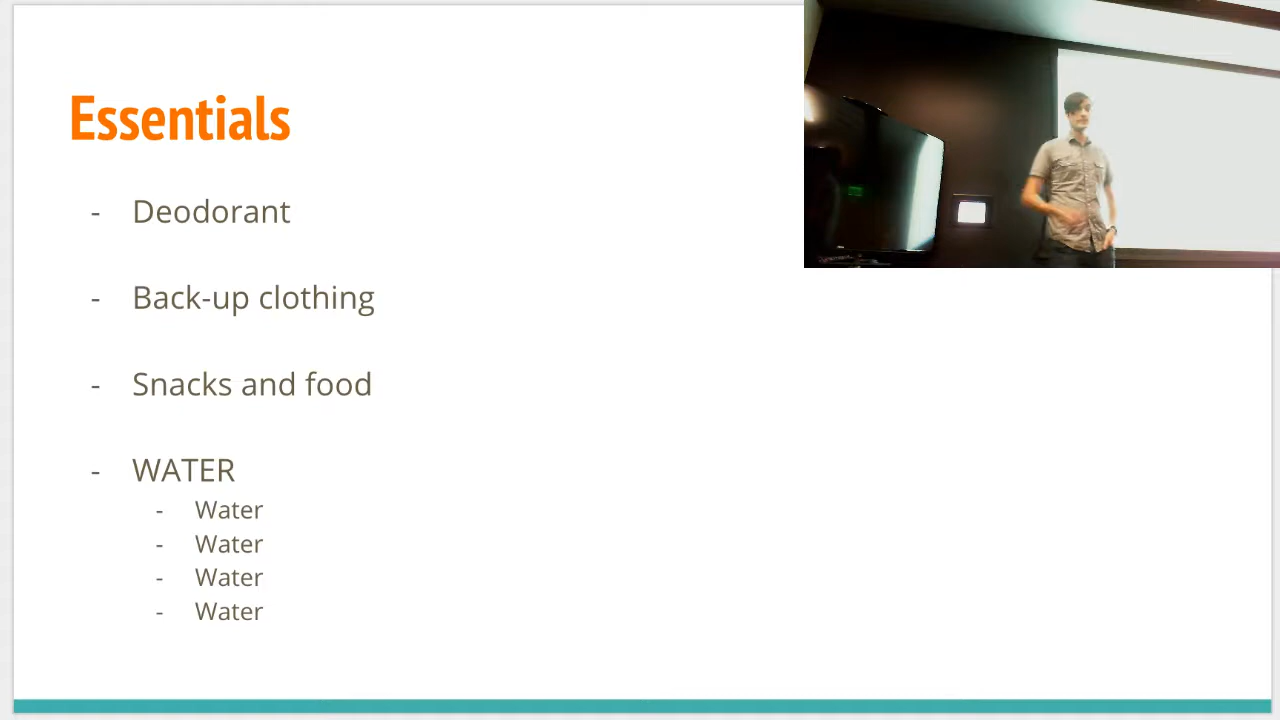 Essentials
- Deodorant
- Back-up clothing
- Snacks and food
- WATER
- Water
- Water
- Water
- Water